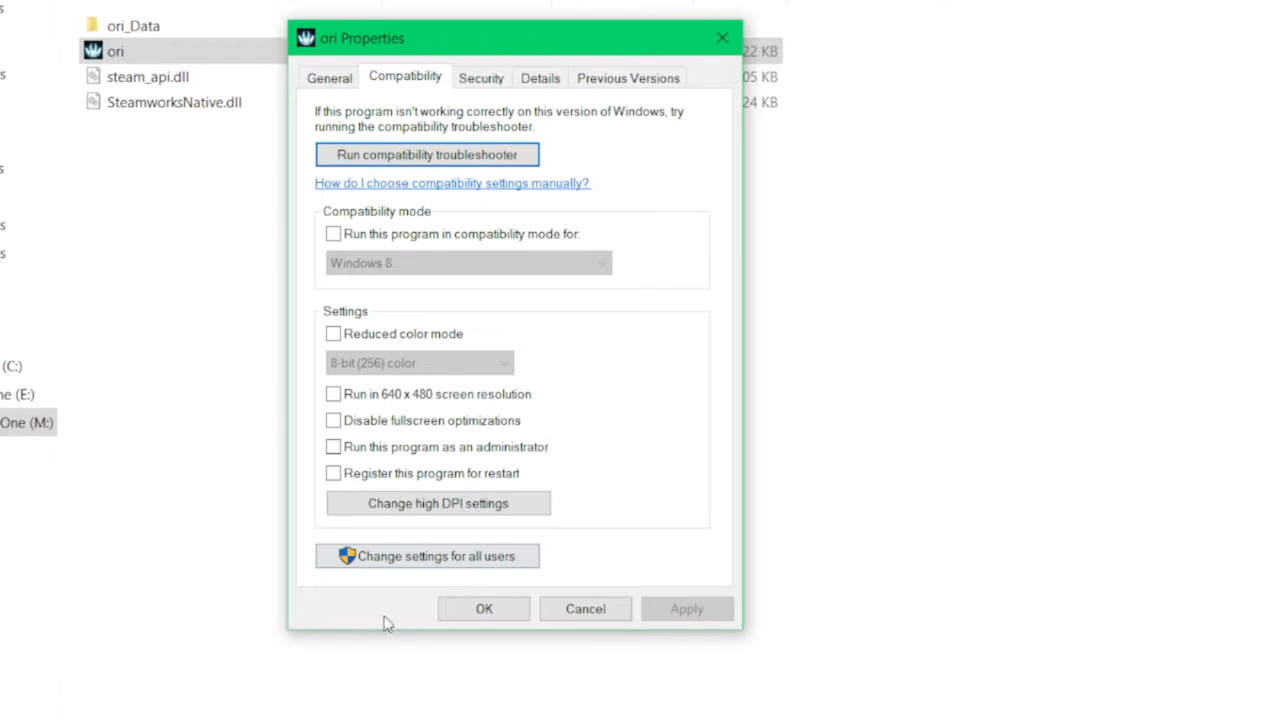 ori_Data
ori
22 KB
steam_api.dll
05 KB
SteamworksNative.dll
24 KB
s
s
s
s
(C:)
ne (E:)
One (M:)
ori Properties
General
Compatibility
Security
Details
Previous Versions
If this program isn't working correctly on this version of Windows, try
running the compatibility troubleshooter.
Run compatibility troubleshooter
How do I choose compatibility settings manually?
Compatibility mode
Run this program in compatibility mode for:
Windows 8
Settings
Reduced color mode
8-bit (256) color
Run in 640 x 480 screen resolution
Disable fullscreen optimizations
Run this program as an administrator
Register this program for restart
Change high DPI settings
Change settings for all users
OK
Cancel
Apply